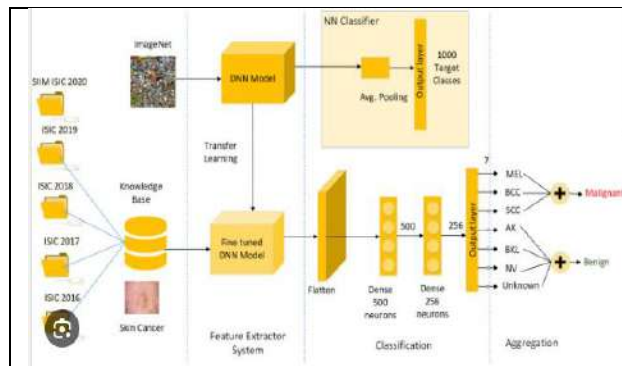 NN Classifier
ImageNet
1000
Target
Classes
Output layer
DNN Model
Avg. Pooling
SIIM ISIC 2020
ISIC 2019
ISIC 2018
ISIC 2017
ISIC 2016
Transfer
Learning
Knowledge
Base
Skin Cancer
Fine tuned
DNN Model
Feature Extractor
System
Flatten
500
256
Dense
500
neurons
Dense
256
neurons
Classification
Output layer
7
MEL
BCC
SCC
AK
BKL
NV
Unknown
Malignant
Benign
Aggregation